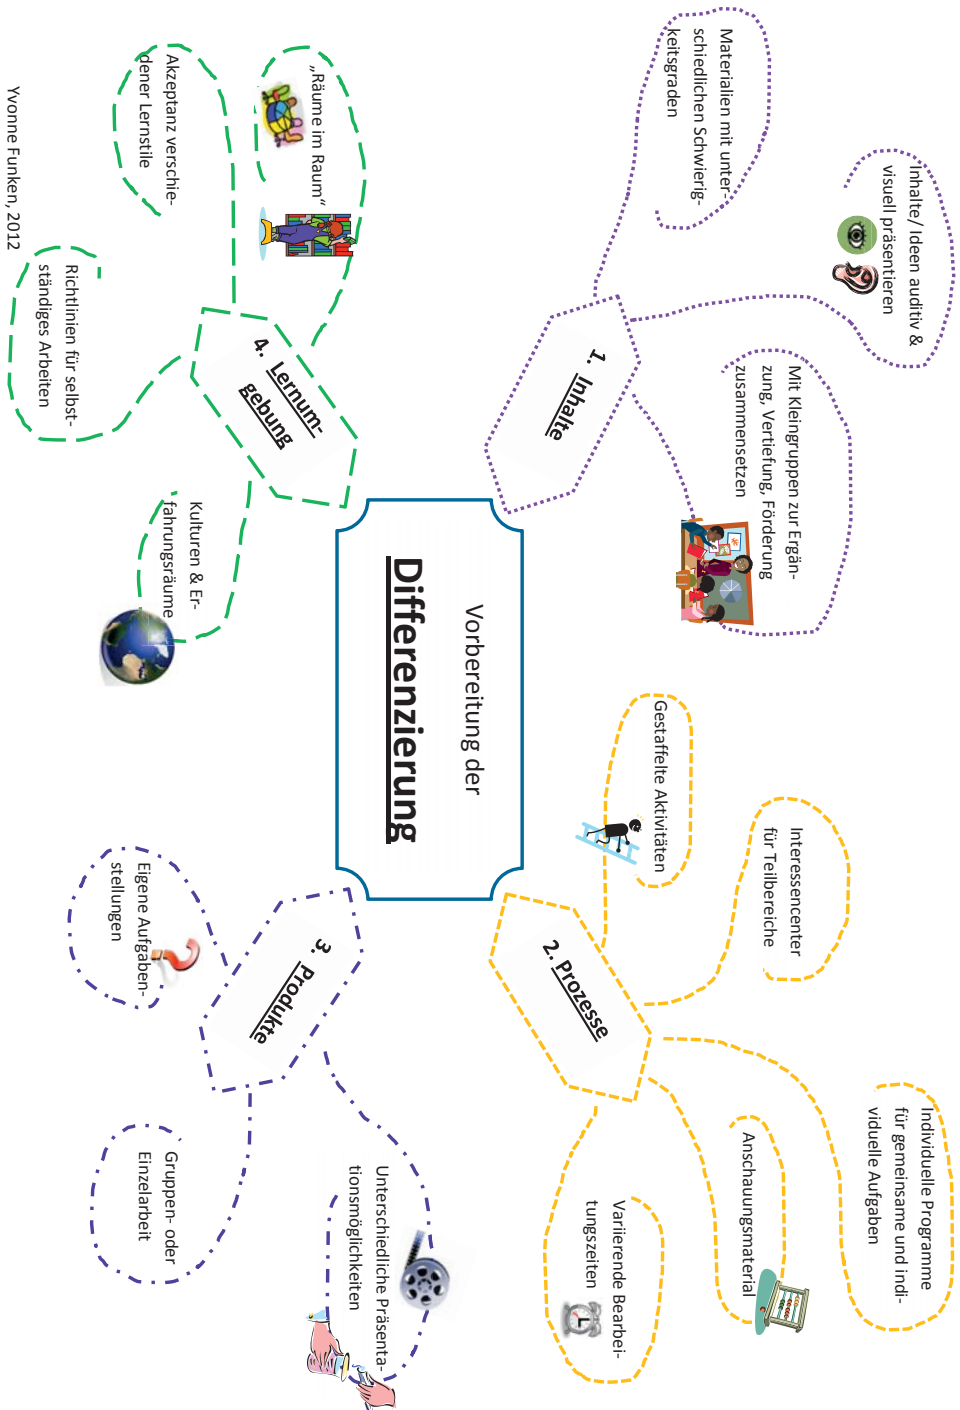 Vorbereitung der
Differenzierung
1. Inhalte
Materialien mit unter-
schiedlichen Schwierig-
keitsgraden
Inhalte/ Ideen auditiv &
visuell präsentieren
Mit Kleingruppen zur Ergän-
zung, Vertiefung, Förderung
zusammensetzen
2. Prozesse
Gestaffelte Aktivitäten
Interessencenter
für Teilbereiche
Individuelle Programme
für gemeinsame und indi-
viduelle Aufgaben
Anschauungsmaterial
Variierende Bearbei-
tungszeiten
3. Produkte
Unterschiedliche Präsenta-
tionsmöglichkeiten
Gruppen- oder
Einzelarbeit
Eigene Aufgaben-
stellungen
4. Lernum-
gebung
„Räume im Raum“
Akzeptanz verschie-
dener Lernstile
Richtlinien für selbst-
ständiges Arbeiten
Kulturen & Er-
fahrungsräume
Yvonne Funken, 2012